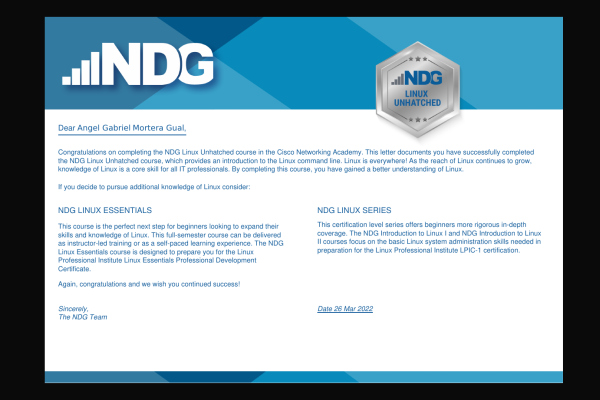 NDG
NDG
LINUX
UNHATCHED
Dear Angel Gabriel Mortera Gual,
Congratulations on completing the NDG Linux Unhatched course in the Cisco Networking Academy. This letter documents you have successfully completed
the NDG Linux Unhatched course, which provides an introduction to the Linux command line. Linux is everywhere! As the reach of Linux continues to grow,
knowledge of Linux is a core skill for all IT professionals. By completing this course, you have gained a better understanding of Linux.
If you decide to pursue additional knowledge of Linux consider:
NDG LINUX ESSENTIALS
This course is the perfect next step for beginners looking to expand their
skills and knowledge of Linux. This full-semester course can be delivered
as instructor-led training or as a self-paced learning experience. The NDG
Linux Essentials course is designed to prepare you for the Linux
Professional Institute Linux Essentials Professional Development
Certificate.
Again, congratulations and we wish you continued success!
NDG LINUX SERIES
This certification level series offers beginners more rigorous in-depth
coverage. The NDG Introduction to Linux I and NDG Introduction to Linux
II courses focus on the basic Linux system administration skills needed in
preparation for the Linux Professional Institute LPIC-1 certification.
Sincerely,
The NDG Team
Date 26 Mar 2022